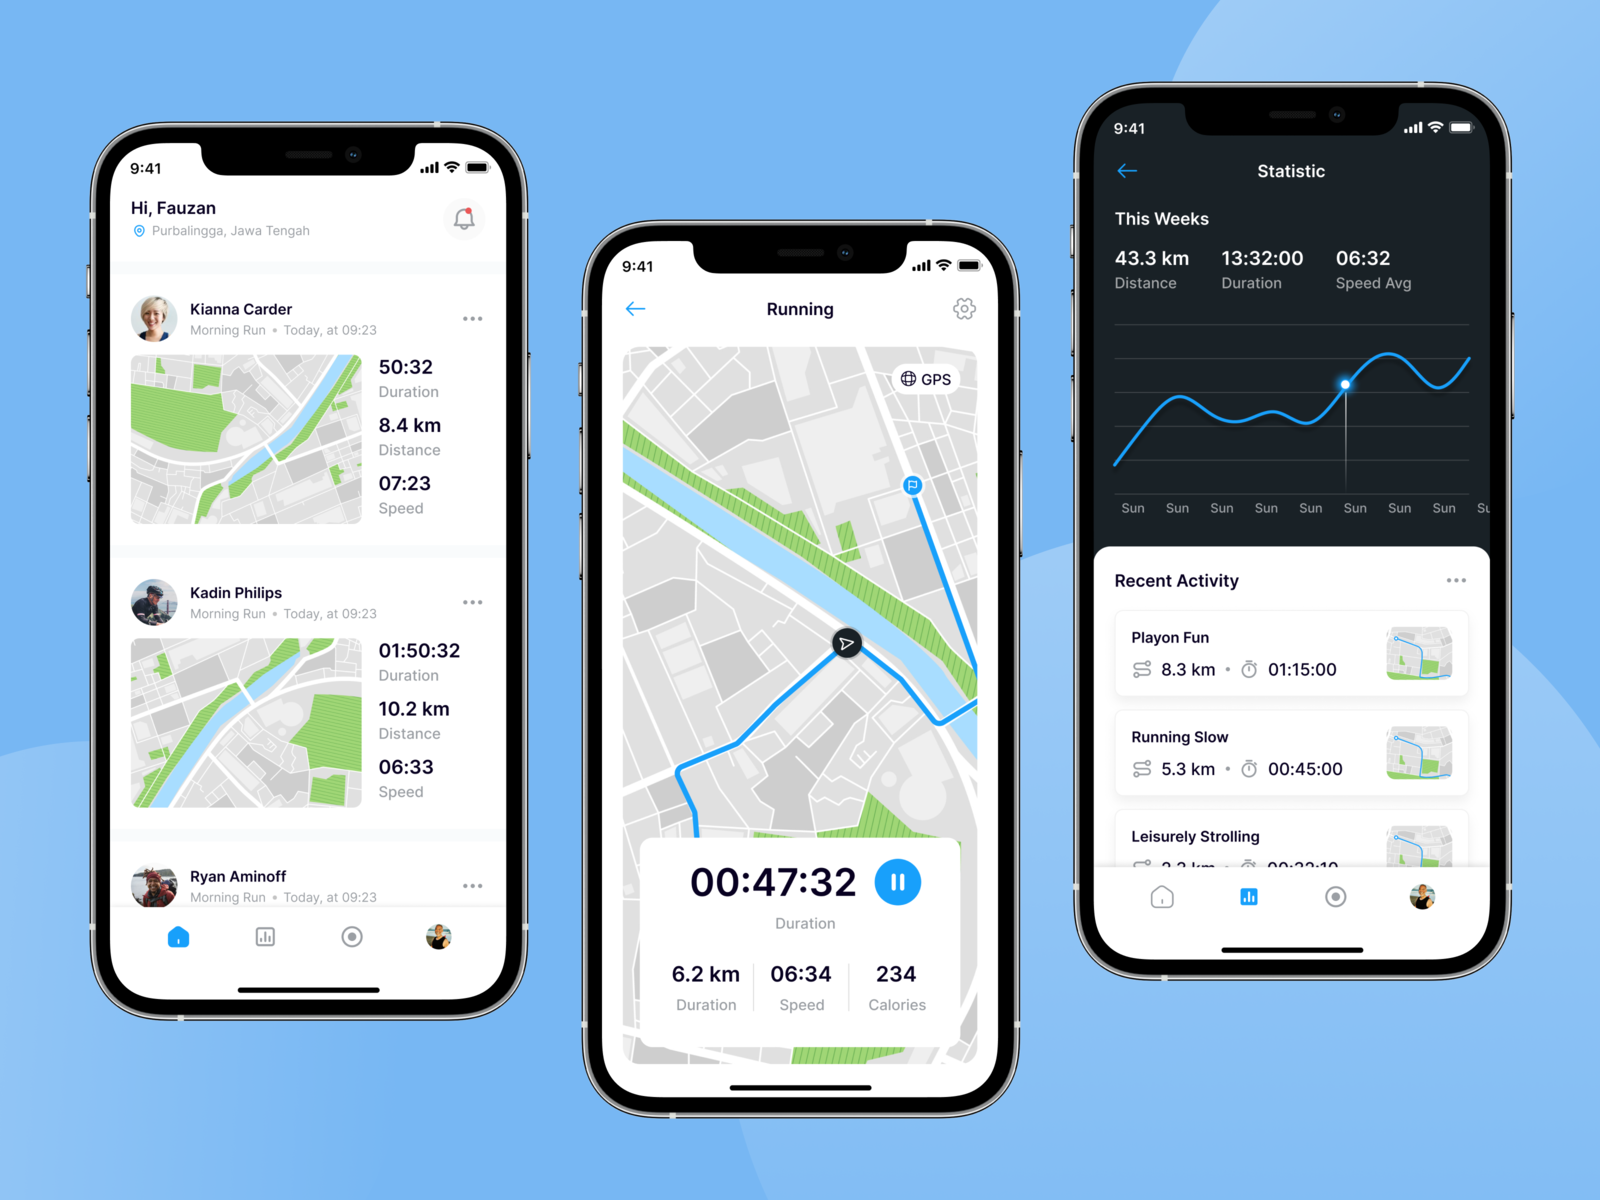 9:41
Hi, Fauzan
Purbalingga, Jawa Tengah
Kianna Carder
Morning Run • Today, at 09:23
50:32
Duration
8.4 km
Distance
07:23
Speed
Kadin Philips
Morning Run • Today, at 09:23
01:50:32
Duration
10.2 km
Distance
06:33
Speed
Ryan Aminoff
Morning Run • Today, at 09:23
9:41
Running
GPS
00:47:32
Duration
6.2 km 06:34 234
Duration Speed Calories
9:41
Statistic
This Weeks
43.3 km 13:32:00 06:32
Distance Duration Speed Avg
Sun Sun Sun Sun Sun Sun Sun Sun Su
Recent Activity
Playon Fun
8.3 km • 01:15:00
Running Slow
5.3 km • 00:45:00
Leisurely Strolling